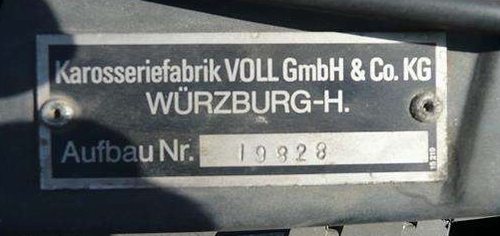 Karosseriefabrik VOLL GmbH & Co. KG
WÜRZBURG-H.
Aufbau Nr. 19828